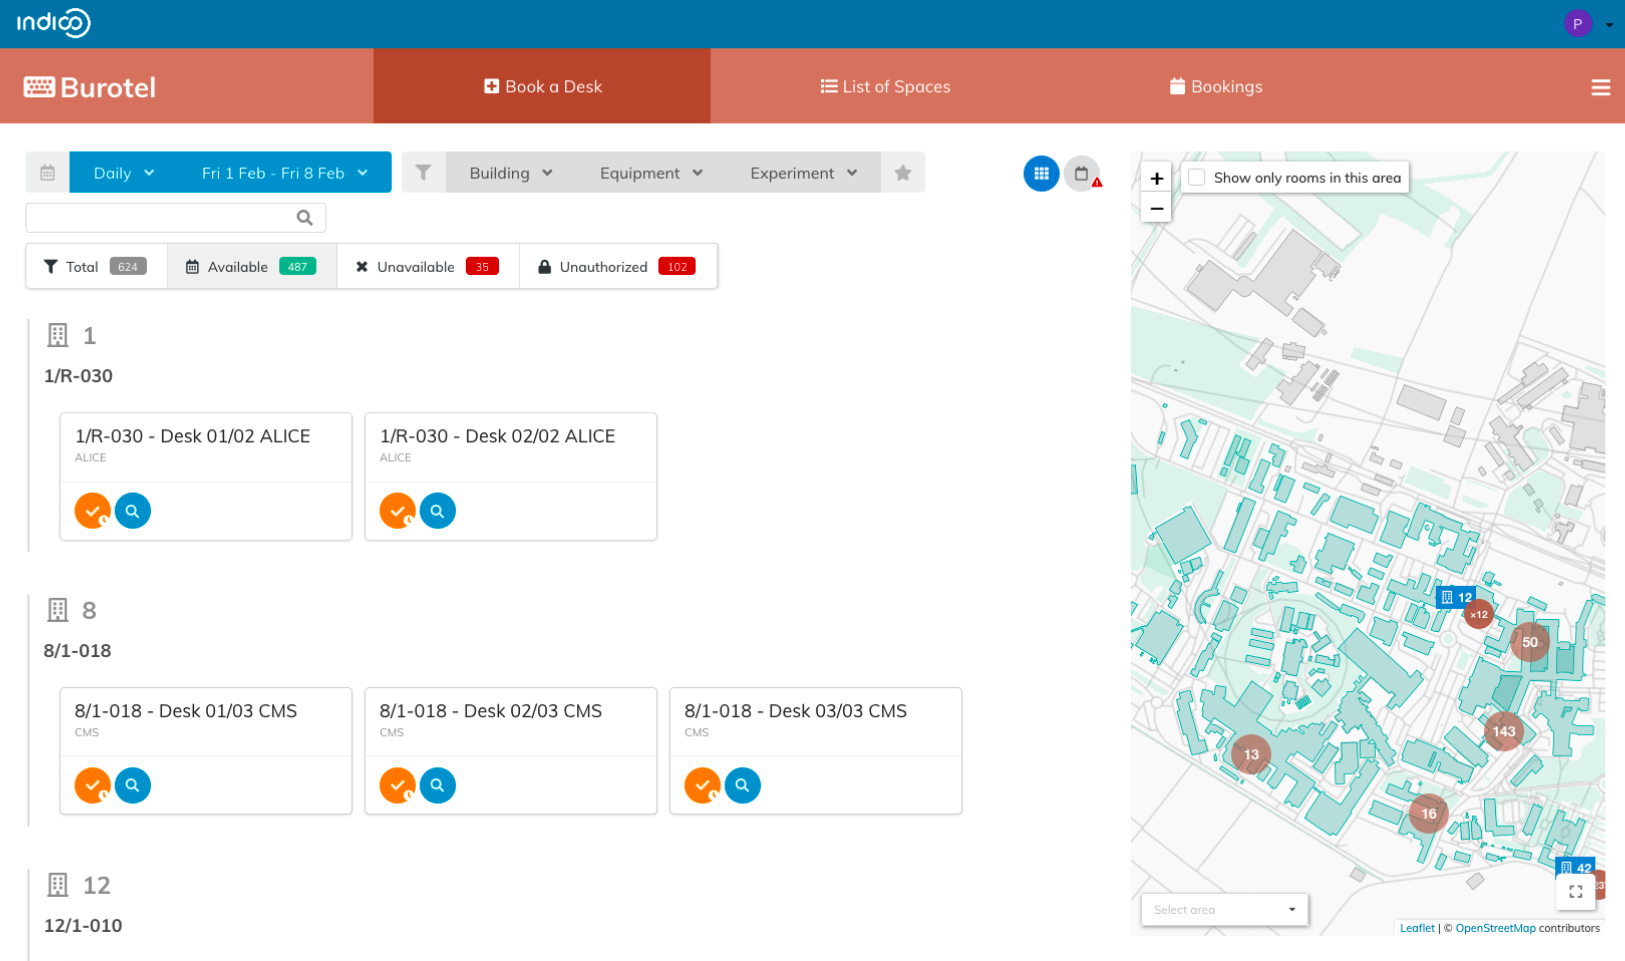 indico
P
Burotel
Book a Desk
List of Spaces
Bookings
Daily
Fri 1 Feb - Fri 8 Feb
Building
Equipment
Experiment
Total 624
Available 487
Unavailable 35
Unauthorized 102
1
1/R-030
1/R-030 - Desk 01/02 ALICE
ALICE
1/R-030 - Desk 02/02 ALICE
ALICE
8
8/1-018
8/1-018 - Desk 01/03 CMS
CMS
8/1-018 - Desk 02/03 CMS
CMS
8/1-018 - Desk 03/03 CMS
CMS
12
12/1-010
+
−
Show only rooms in this area
12
×12
50
143
13
16
42
Select area
Leaflet | © OpenStreetMap contributors